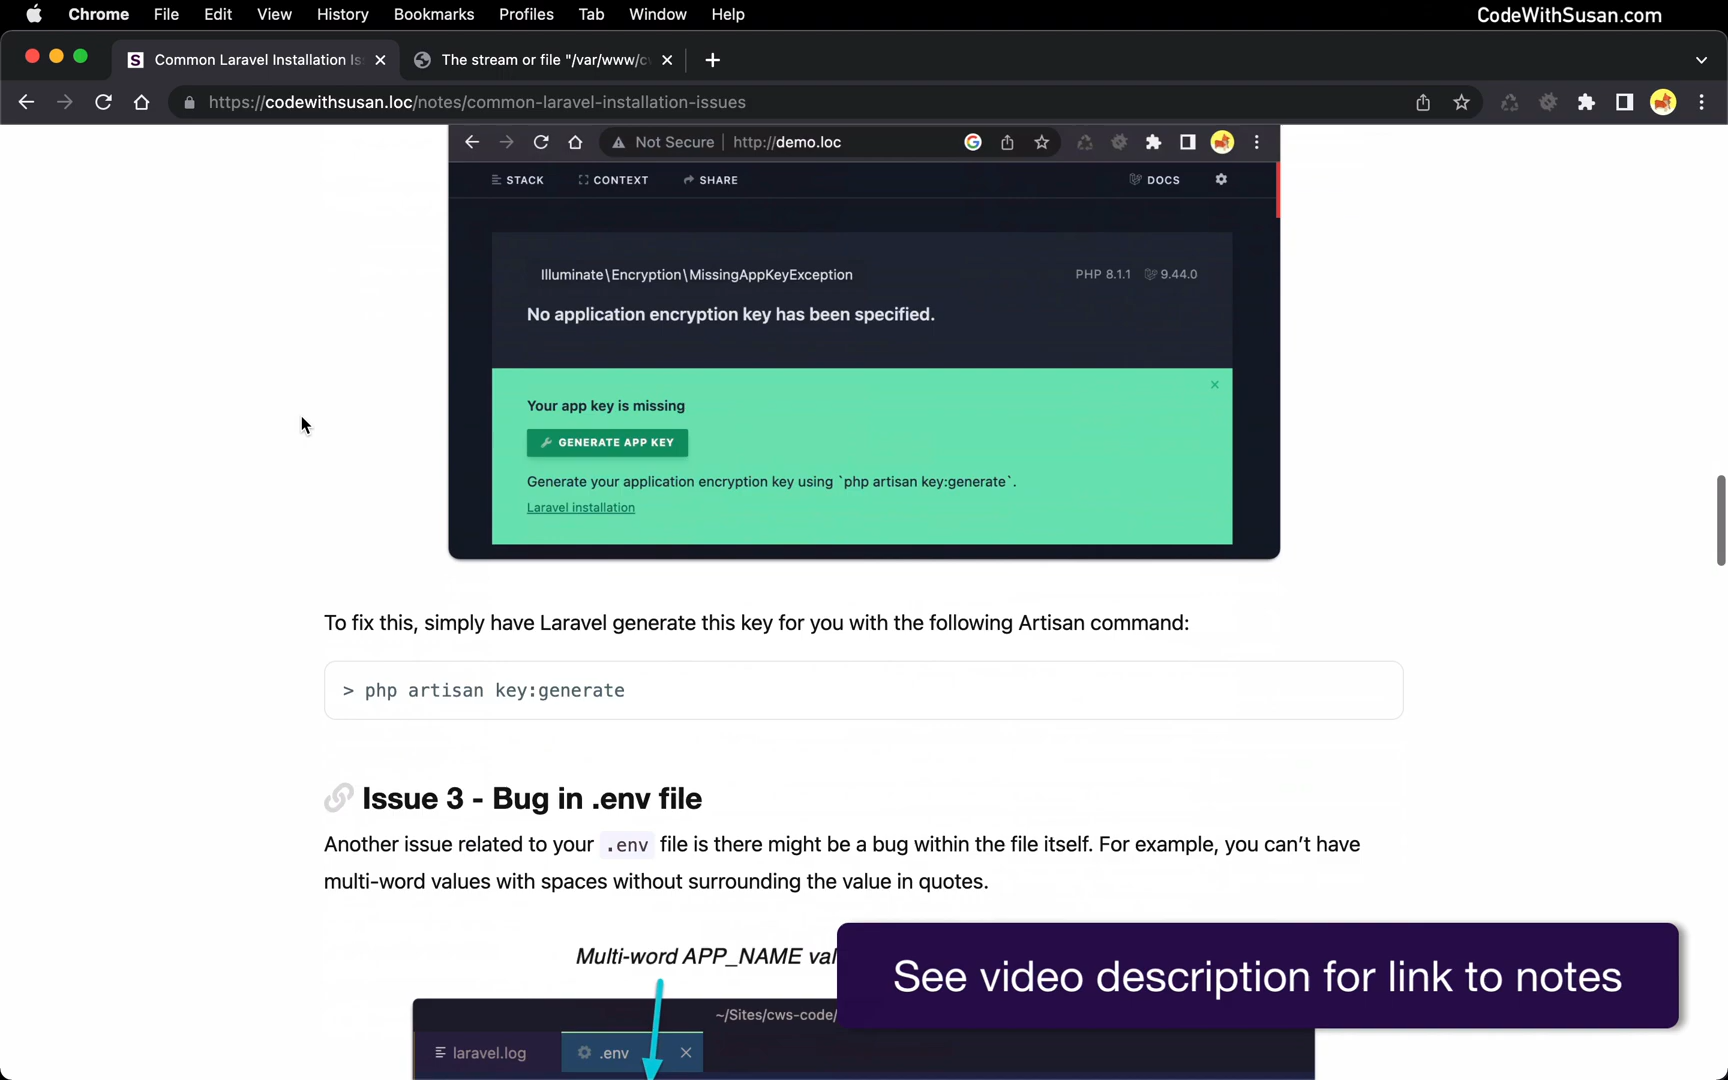 Chrome File Edit View History Bookmarks Profiles Tab Window Help CodeWithSusan.com
Common Laravel Installation Is
The stream or file "/var/www/c
https://codewithsusan.loc/notes/common-laravel-installation-issues
Not Secure http://demo.loc
STACK CONTEXT SHARE DOCS
Illuminate\Encryption\MissingAppKeyException PHP 8.1.1 9.44.0
No application encryption key has been specified.
Your app key is missing
GENERATE APP KEY
Generate your application encryption key using `php artisan key:generate`.
Laravel installation
To fix this, simply have Laravel generate this key for you with the following Artisan command:
> php artisan key:generate
Issue 3 - Bug in .env file
Another issue related to your .env file is there might be a bug within the file itself. For example, you can’t have
multi-word values with spaces without surrounding the value in quotes.
Multi-word APP_NAME val
See video description for link to notes
~/Sites/cws-code/
laravel.log .env